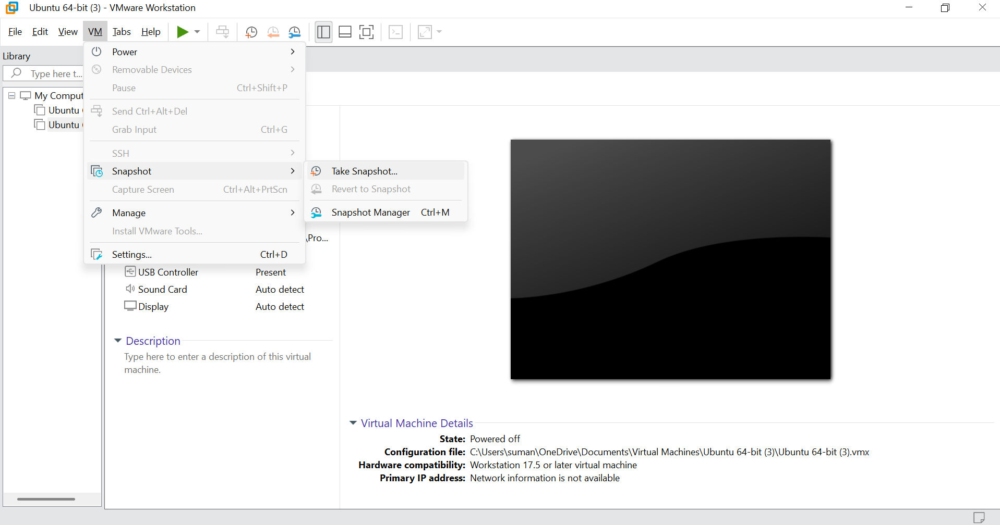 Ubuntu 64-bit (3) - VMware Workstation
File Edit View VM Tabs Help
Library
Type here t...
My Comput
Ubuntu
Ubuntu
Power
Removable Devices
Pause Ctrl+Shift+P
Send Ctrl+Alt+Del
Grab Input Ctrl+G
SSH
Snapshot
Capture Screen Ctrl+Alt+PrtScn
Manage
Install VMware Tools...
Settings... Ctrl+D
Take Snapshot...
Revert to Snapshot
Snapshot Manager Ctrl+M
\Pro...
USB Controller Present
Sound Card Auto detect
Display Auto detect
Description
Type here to enter a description of this virtual
machine.
Virtual Machine Details
State: Powered off
Configuration file: C:\Users\suman\OneDrive\Documents\Virtual Machines\Ubuntu 64-bit (3)\Ubuntu 64-bit (3).vmx
Hardware compatibility: Workstation 17.5 or later virtual machine
Primary IP address: Network information is not available